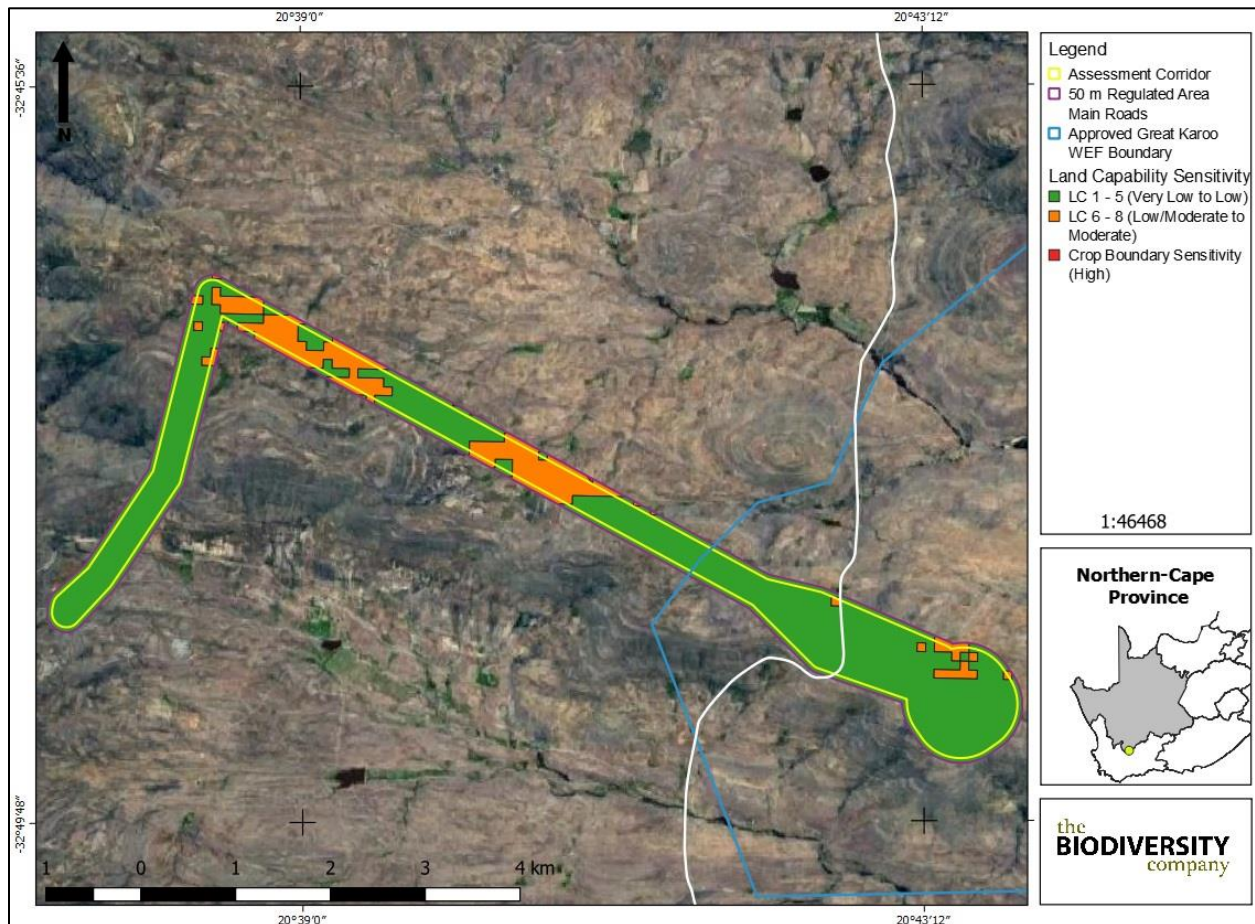 20°39'0"
20°43'12"
-32°45'36"
N
-32°49'48"
1 0 1 2 3 4 km
20°39'0"
20°43'12"
Legend
Assessment Corridor
50 m Regulated Area
Main Roads
Approved Great Karoo
WEF Boundary
Land Capability Sensitivity
LC 1 - 5 (Very Low to Low)
LC 6 - 8 (Low/Moderate to
Moderate)
Crop Boundary Sensitivity
(High)
1:46468
Northern-Cape
Province
the
BIODIVERSITY
company